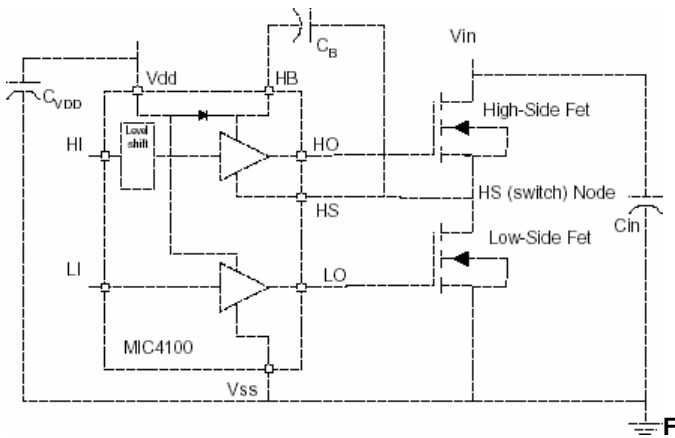 C_B
Vin
Vdd
HB
C_VDD
Level
shift
High-Side Fet
HI
HO
HS
HS (switch) Node
Cin
Low-Side Fet
LI
LO
MIC4100
Vss
F